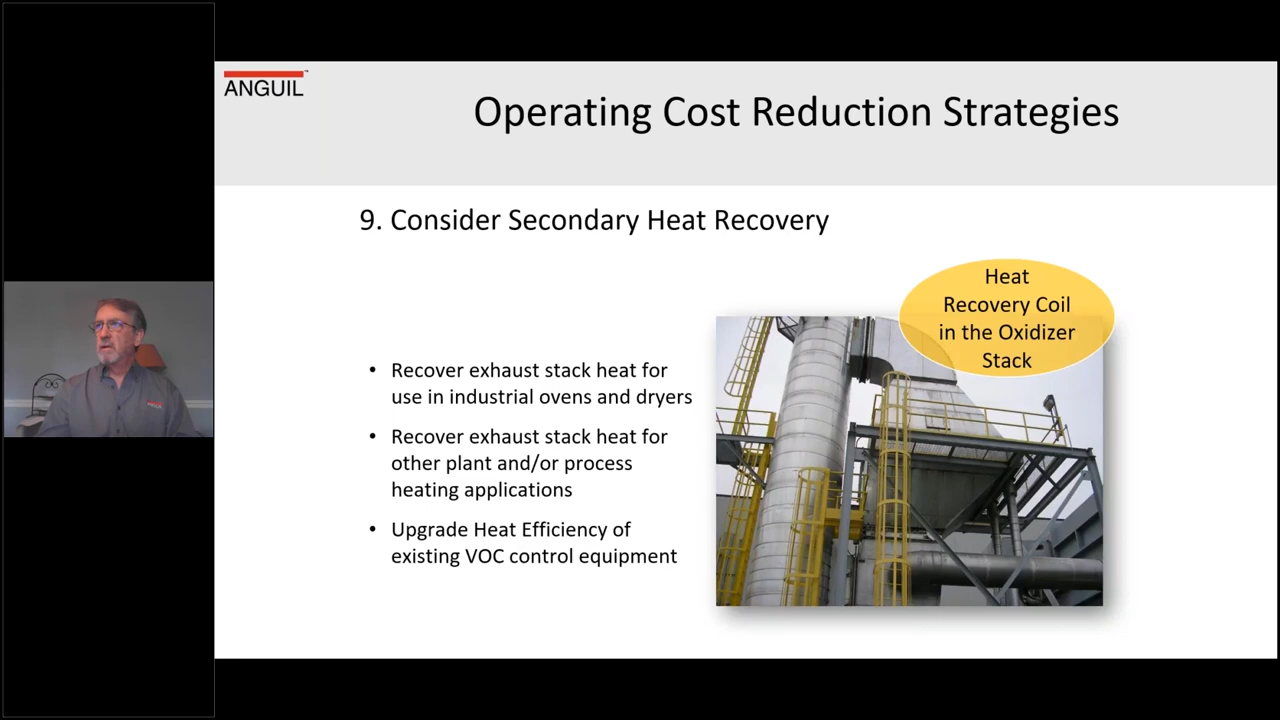 ANGUIL™
Operating Cost Reduction Strategies
9. Consider Secondary Heat Recovery
Heat
Recovery Coil
in the Oxidizer
Stack
• Recover exhaust stack heat for
use in industrial ovens and dryers
• Recover exhaust stack heat for
other plant and/or process
heating applications
• Upgrade Heat Efficiency of
existing VOC control equipment